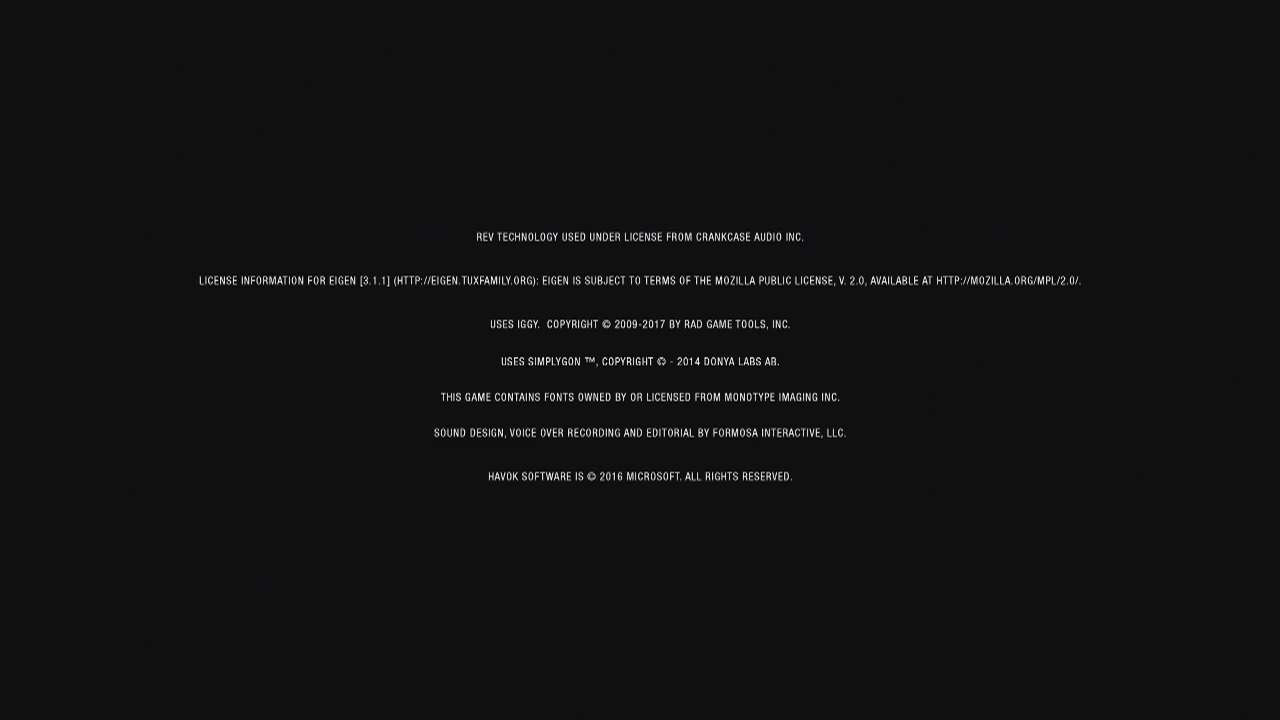 REV TECHNOLOGY USED UNDER LICENSE FROM CRANKCASE AUDIO INC.
LICENSE INFORMATION FOR EIGEN [3.1.1] (HTTP://EIGEN.TUXFAMILY.ORG): EIGEN IS SUBJECT TO TERMS OF THE MOZILLA PUBLIC LICENSE, V. 2.0, AVAILABLE AT HTTP://MOZILLA.ORG/MPL/2.0/.
USES IGGY.  COPYRIGHT © 2009-2017 BY RAD GAME TOOLS, INC.
USES SIMPLYGON ™, COPYRIGHT © - 2014 DONYA LABS AB.
THIS GAME CONTAINS FONTS OWNED BY OR LICENSED FROM MONOTYPE IMAGING INC.
SOUND DESIGN, VOICE OVER RECORDING AND EDITORIAL BY FORMOSA INTERACTIVE, LLC.
HAVOK SOFTWARE IS © 2016 MICROSOFT. ALL RIGHTS RESERVED.